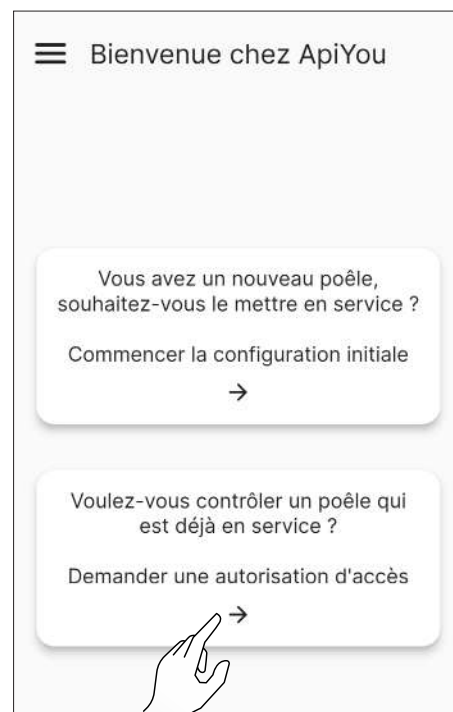 Bienvenue chez ApiYou
Vous avez un nouveau poêle,
souhaitez-vous le mettre en service ?
Commencer la configuration initiale
Voulez-vous contrôler un poêle qui
est déjà en service ?
Demander une autorisation d'accès